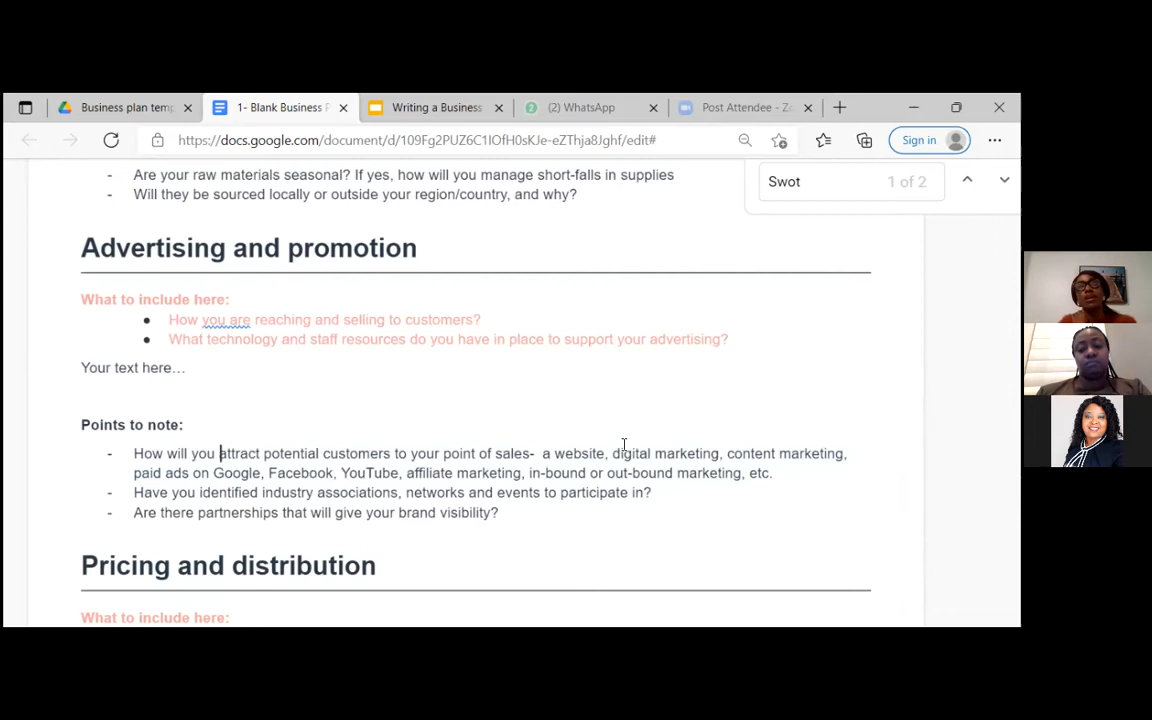 Business plan temp
1- Blank Business P
Writing a Business
(2) WhatsApp
Post Attendee - Zo
https://docs.google.com/document/d/109Fg2PUZ6C1IOfH0sKJe-eZThja8Jghf/edit#
Sign in
Swot
1 of 2
- Are your raw materials seasonal? If yes, how will you manage short-falls in supplies
- Will they be sourced locally or outside your region/country, and why?
Advertising and promotion
What to include here:
● How you are reaching and selling to customers?
● What technology and staff resources do you have in place to support your advertising?
Your text here…
Points to note:
- How will you attract potential customers to your point of sales- a website, digital marketing, content marketing,
paid ads on Google, Facebook, YouTube, affiliate marketing, in-bound or out-bound marketing, etc.
- Have you identified industry associations, networks and events to participate in?
- Are there partnerships that will give your brand visibility?
Pricing and distribution
What to include here: